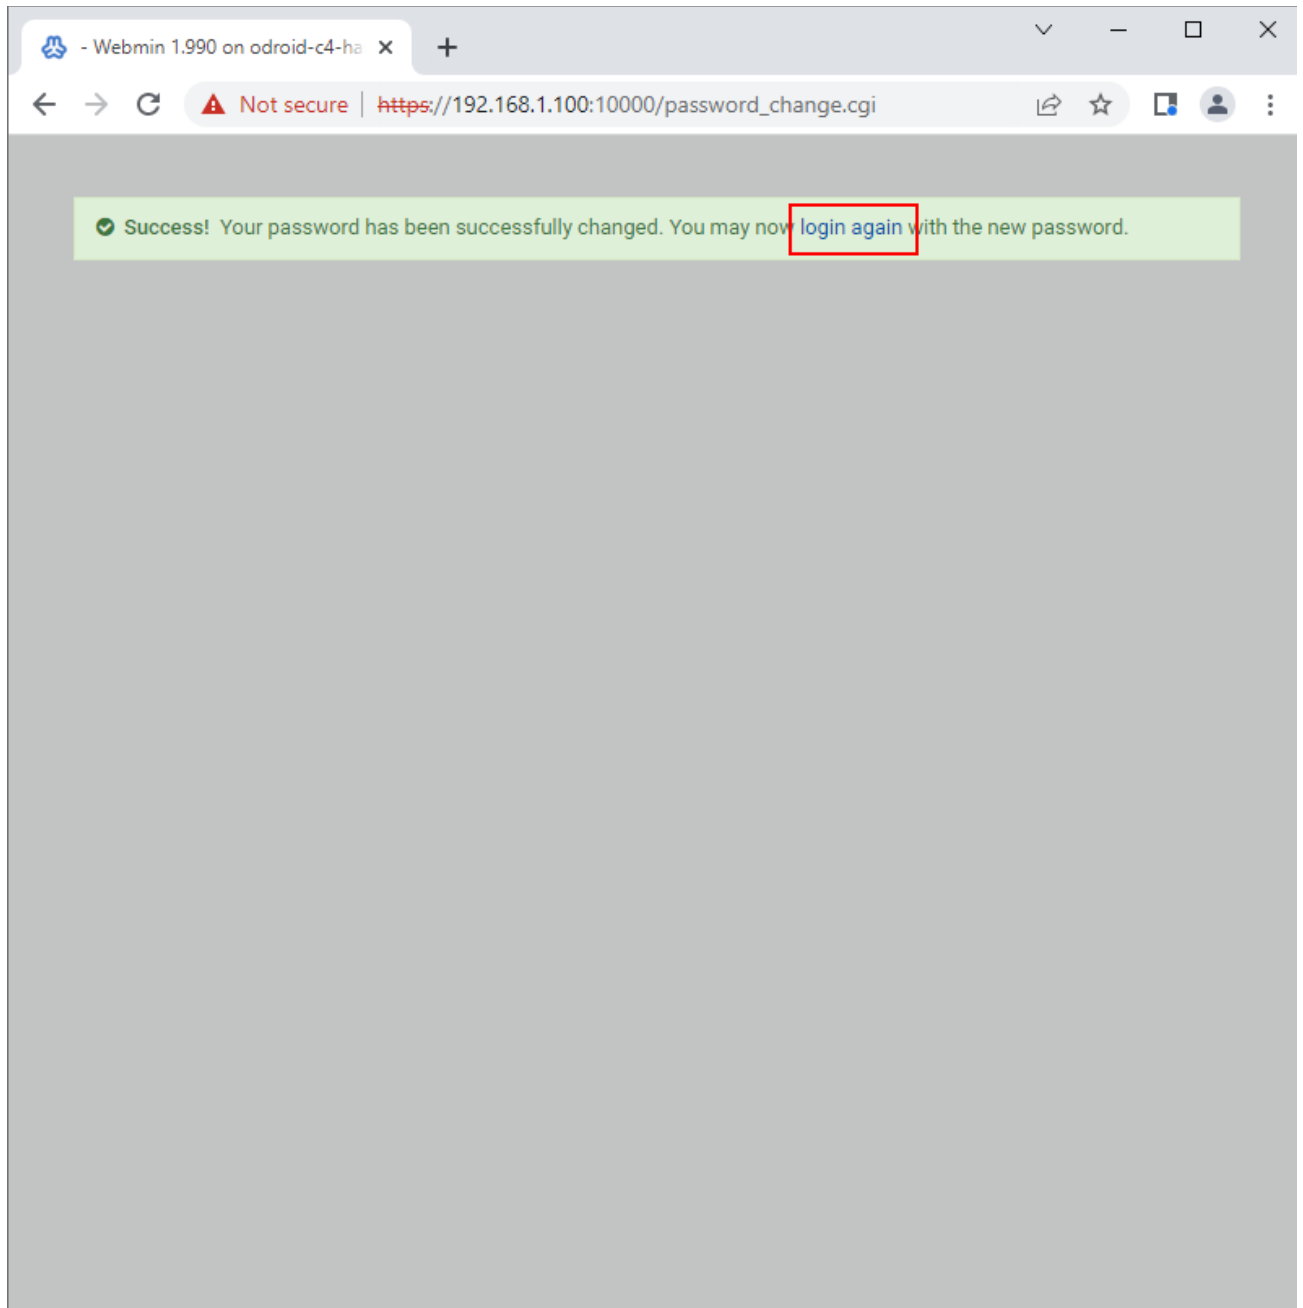 - Webmin 1.990 on odroid-c4-ha
Not secure | https://192.168.1.100:10000/password_change.cgi
Success! Your password has been successfully changed. You may now login again with the new password.